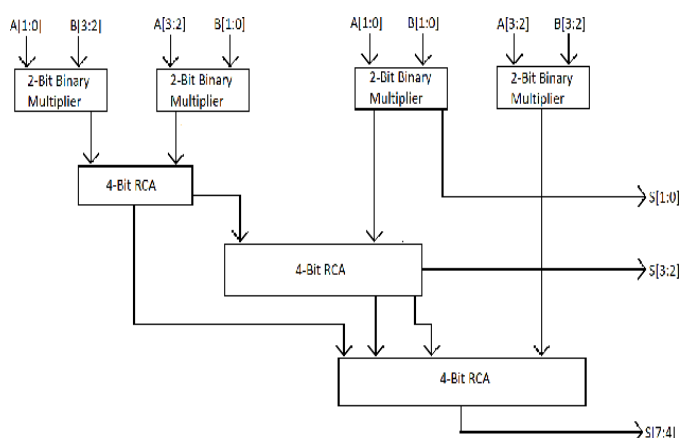 A[1:0] B[3:2] A[3:2] B[1:0] A[1:0] B[1:0] A[3:2] B[3:2]
2-Bit Binary Multiplier
2-Bit Binary Multiplier
2-Bit Binary Multiplier
2-Bit Binary Multiplier
4-Bit RCA
S[1:0]
4-Bit RCA
S[3:2]
4-Bit RCA
S[7:4]